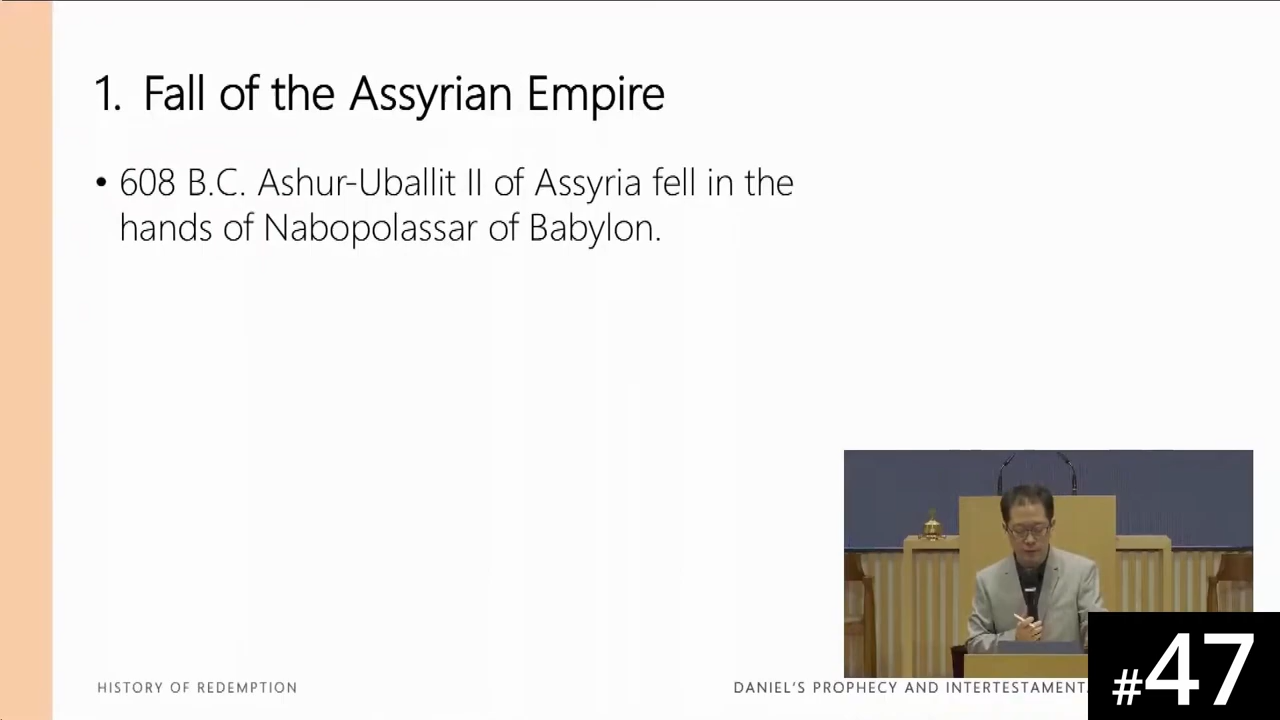 1. Fall of the Assyrian Empire
• 608 B.C. Ashur-Uballit II of Assyria fell in the
hands of Nabopolassar of Babylon.
HISTORY OF REDEMPTION
DANIEL'S PROPHECY AND INTERTESTAMENT
#47